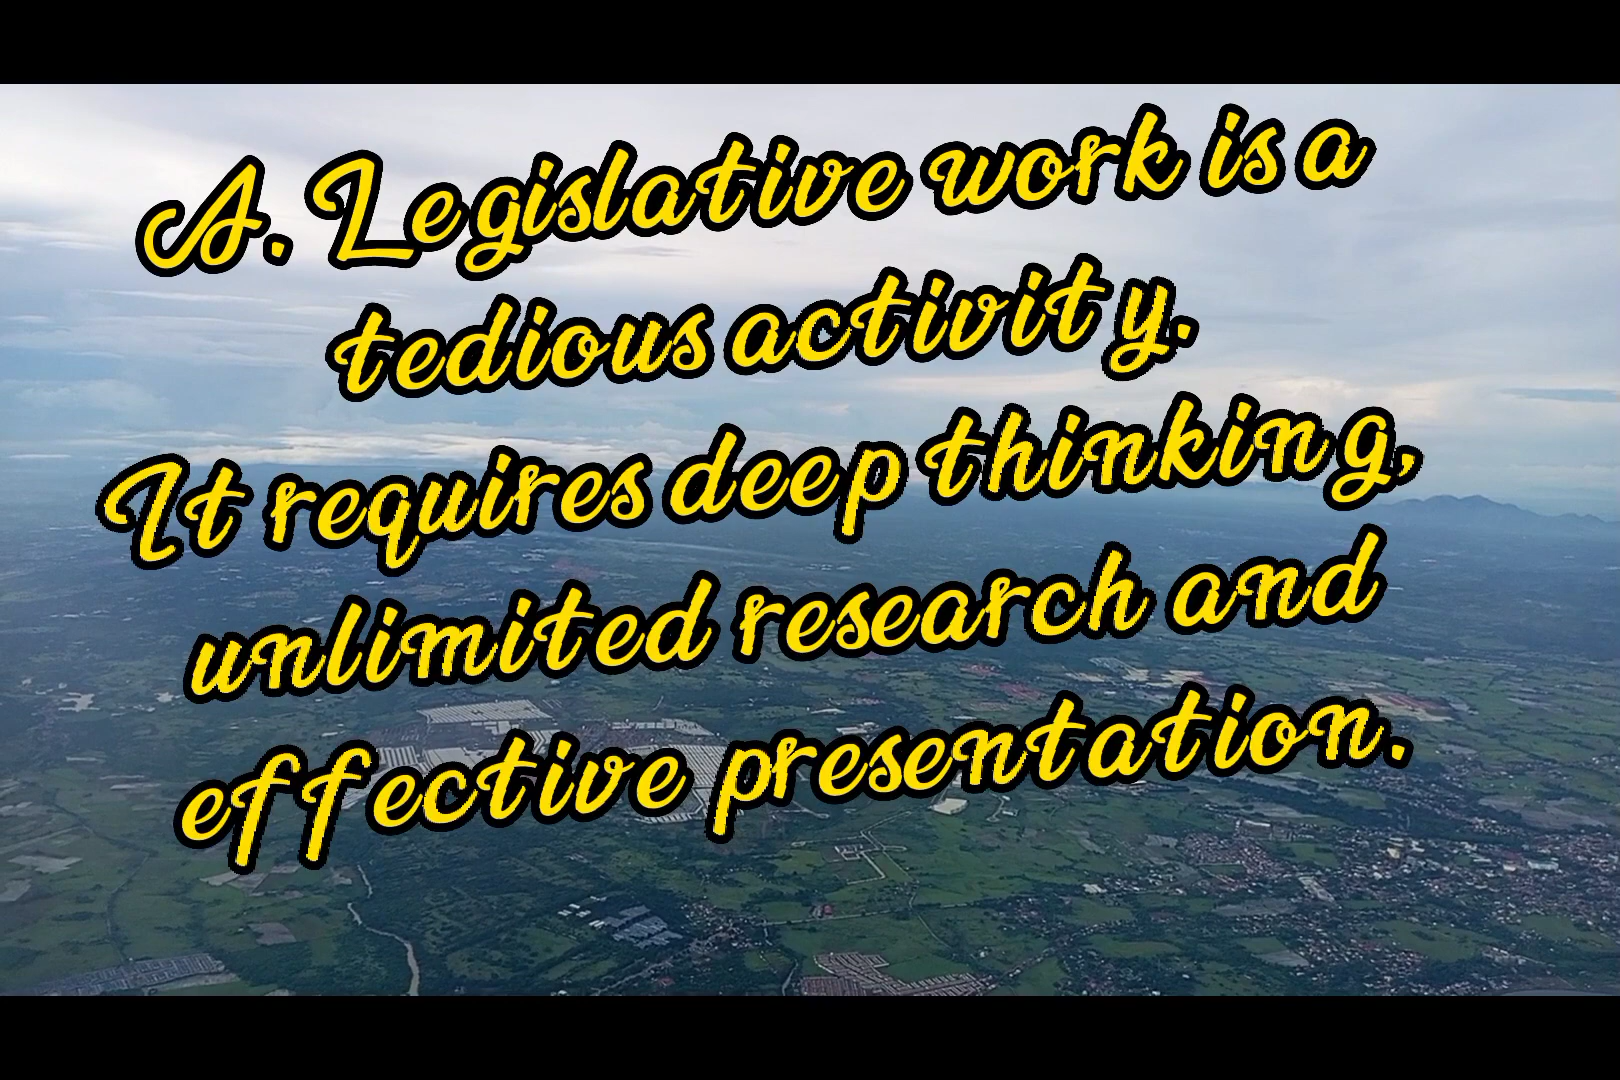 A. Legislative work is a
tedious activity.
It requires deep thinking,
unlimited research and
effective presentation.